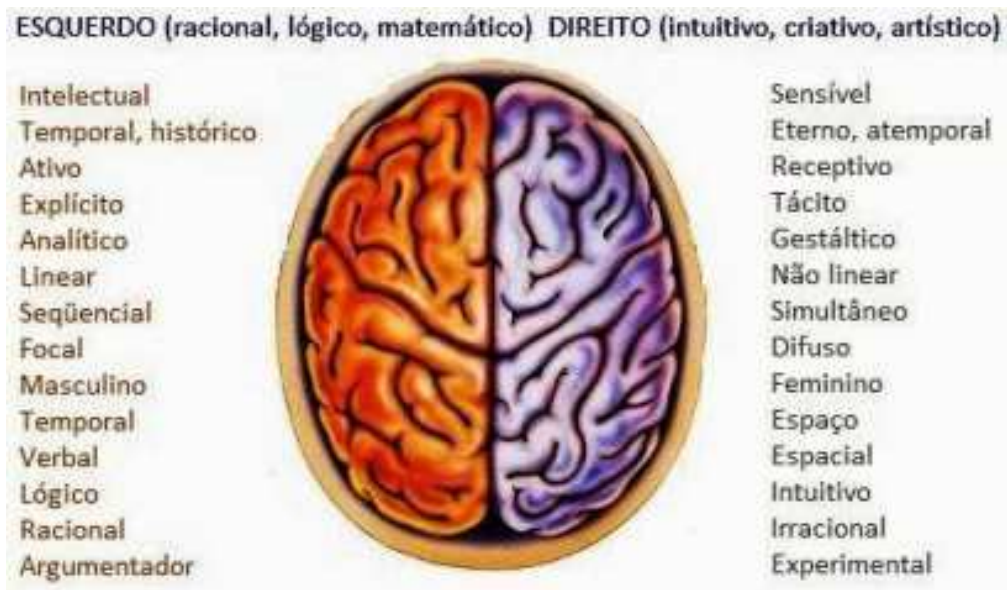 ESQUERDO (racional, lógico, matemático) DIREITO (intuitivo, criativo, artístico)
Intelectual
Temporal, histórico
Ativo
Explícito
Analítico
Linear
Seqüencial
Focal
Masculino
Temporal
Verbal
Lógico
Racional
Argumentador
Sensível
Eterno, atemporal
Receptivo
Tácito
Gestáltico
Não linear
Simultâneo
Difuso
Feminino
Espaço
Espacial
Intuitivo
Irracional
Experimental